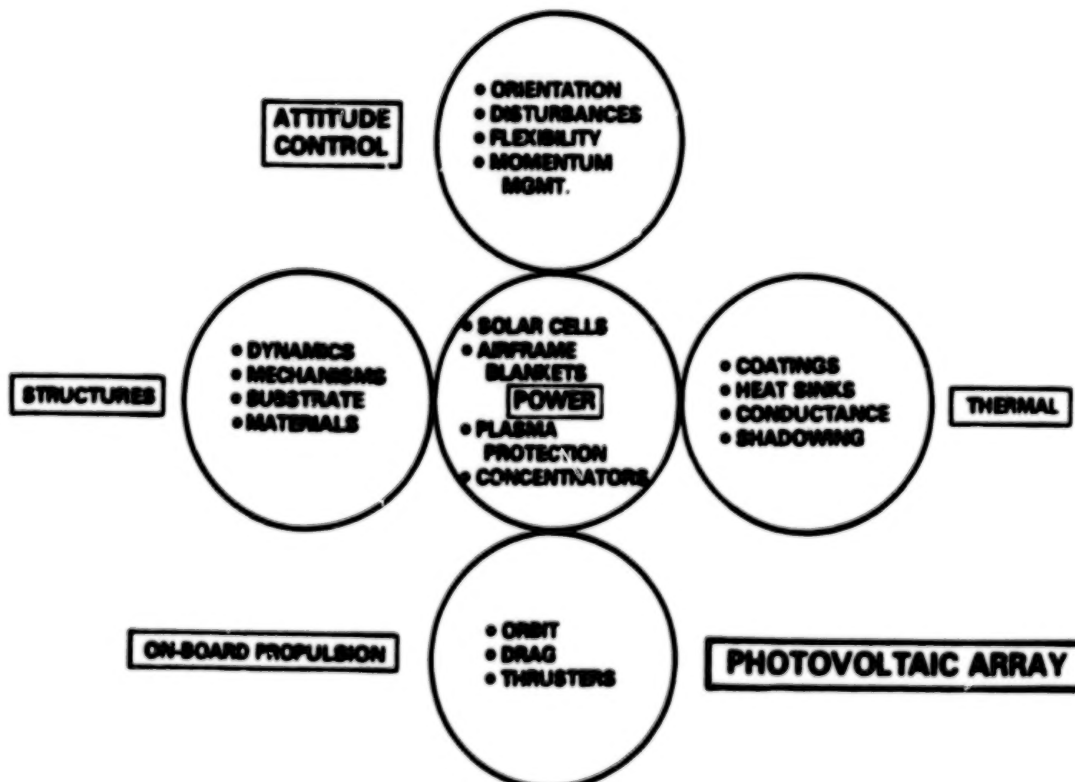 ATTITUDE
CONTROL
• ORIENTATION
• DISTURBANCES
• FLEXIBILITY
• MOMENTUM
MGMT.
STRUCTURES
• DYNAMICS
• MECHANISMS
• SUBSTRATE
• MATERIALS
• SOLAR CELLS
• AIRFRAME
BLANKETS
POWER
• PLASMA
PROTECTION
• CONCENTRATORS
• COATINGS
• HEAT SINKS
• CONDUCTANCE
• SHADOWING
THERMAL
ON-BOARD PROPULSION
• ORBIT
• DRAG
• THRUSTERS
PHOTOVOLTAIC ARRAY